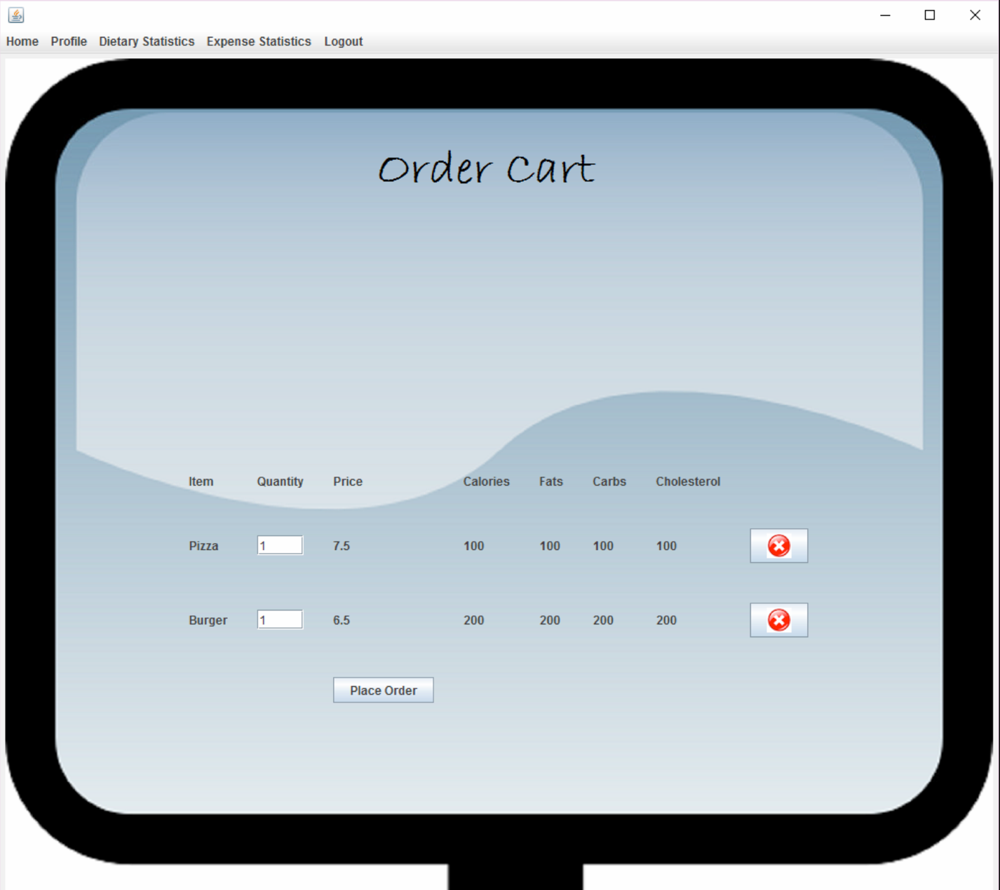 Home Profile Dietary Statistics Expense Statistics Logout
Order Cart
Item Quantity Price Calories Fats Carbs Cholesterol
Pizza 1 7.5 100 100 100 100
Burger 1 6.5 200 200 200 200
Place Order